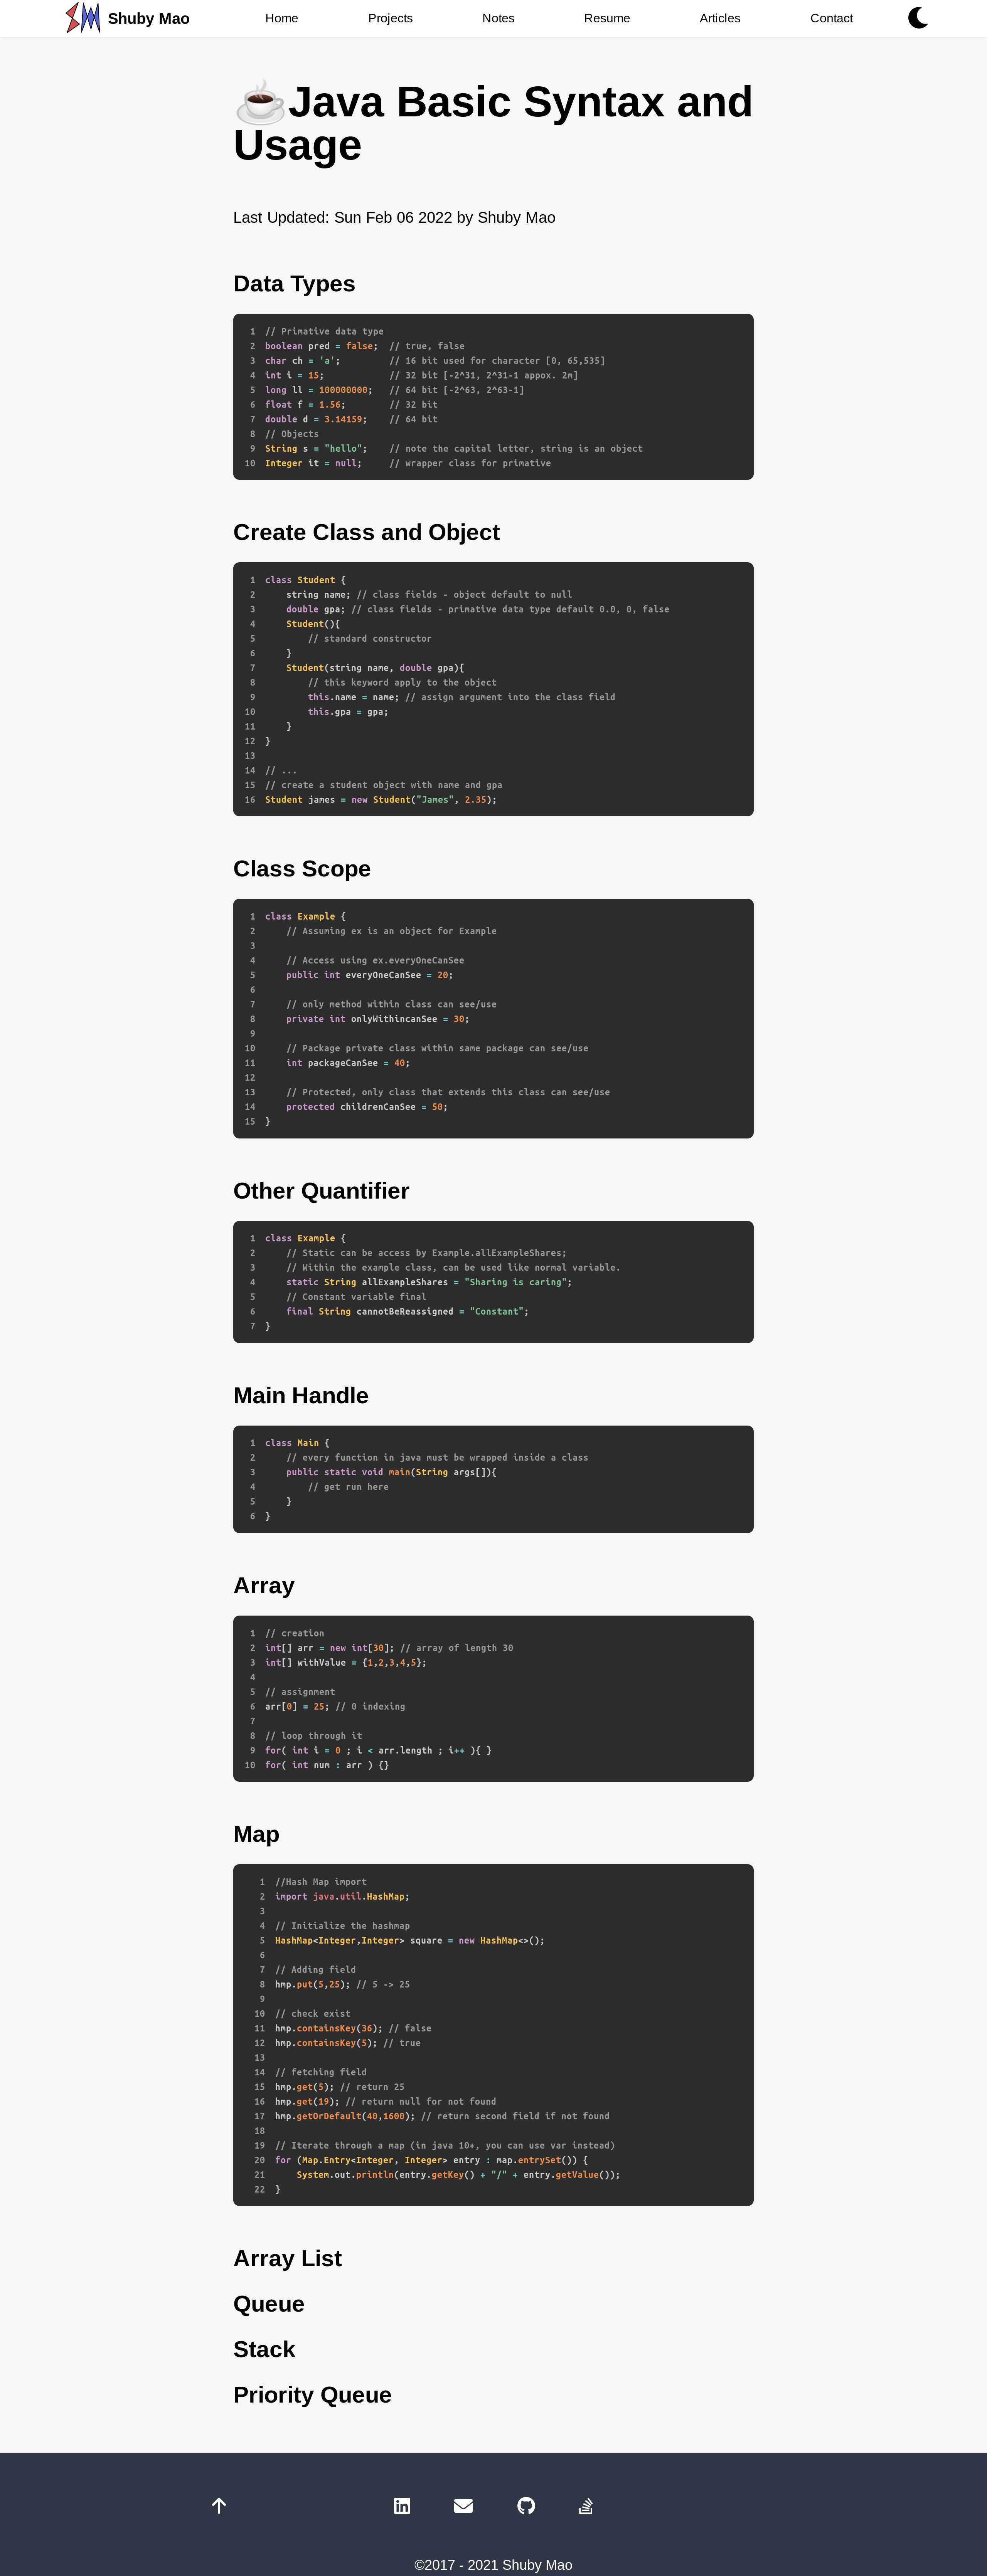 Shuby Mao Home Projects Notes Resume Articles Contact
☕Java Basic Syntax and
Usage
Last Updated: Sun Feb 06 2022 by Shuby Mao
Data Types
1 // Primative data type
2 boolean pred = false;  // true, false
3 char ch = 'a';         // 16 bit used for character [0, 65,535]
4 int i = 15;            // 32 bit [-2^31, 2^31-1 appox. 2m]
5 long ll = 100000000;   // 64 bit [-2^63, 2^63-1]
6 float f = 1.56;        // 32 bit
7 double d = 3.14159;    // 64 bit
8 // Objects
9 String s = "hello";    // note the capital letter, string is an object
10 Integer it = null;     // wrapper class for primative
Create Class and Object
1 class Student {
2     string name; // class fields - object default to null
3     double gpa; // class fields - primative data type default 0.0, 0, false
4     Student(){
5         // standard constructor
6     }
7     Student(string name, double gpa){
8         // this keyword apply to the object
9         this.name = name; // assign argument into the class field
10         this.gpa = gpa;
11     }
12 }
13
14 // ...
15 // create a student object with name and gpa
16 Student james = new Student("James", 2.35);
Class Scope
1 class Example {
2     // Assuming ex is an object for Example
3
4     // Access using ex.everyOneCanSee
5     public int everyOneCanSee = 20;
6
7     // only method within class can see/use
8     private int onlyWithincanSee = 30;
9
10     // Package private class within same package can see/use
11     int packageCanSee = 40;
12
13     // Protected, only class that extends this class can see/use
14     protected childrenCanSee = 50;
15 }
Other Quantifier
1 class Example {
2     // Static can be access by Example.allExampleShares;
3     // Within the example class, can be used like normal variable.
4     static String allExampleShares = "Sharing is caring";
5     // Constant variable final
6     final String cannotBeReassigned = "Constant";
7 }
Main Handle
1 class Main {
2     // every function in java must be wrapped inside a class
3     public static void main(String args[]){
4         // get run here
5     }
6 }
Array
1 // creation
2 int[] arr = new int[30]; // array of length 30
3 int[] withValue = {1,2,3,4,5};
4
5 // assignment
6 arr[0] = 25; // 0 indexing
7
8 // loop through it
9 for( int i = 0 ; i < arr.length ; i++ ){ }
10 for( int num : arr ) {}
Map
1 //Hash Map import
2 import java.util.HashMap;
3
4 // Initialize the hashmap
5 HashMap<Integer,Integer> square = new HashMap<>();
6
7 // Adding field
8 hmp.put(5,25); // 5 -> 25
9
10 // check exist
11 hmp.containsKey(36); // false
12 hmp.containsKey(5); // true
13
14 // fetching field
15 hmp.get(5); // return 25
16 hmp.get(19); // return null for not found
17 hmp.getOrDefault(40,1600); // return second field if not found
18
19 // Iterate through a map (in java 10+, you can use var instead)
20 for (Map.Entry<Integer, Integer> entry : map.entrySet()) {
21     System.out.println(entry.getKey() + "/" + entry.getValue());
22 }
Array List
Queue
Stack
Priority Queue
©2017 - 2021 Shuby Mao